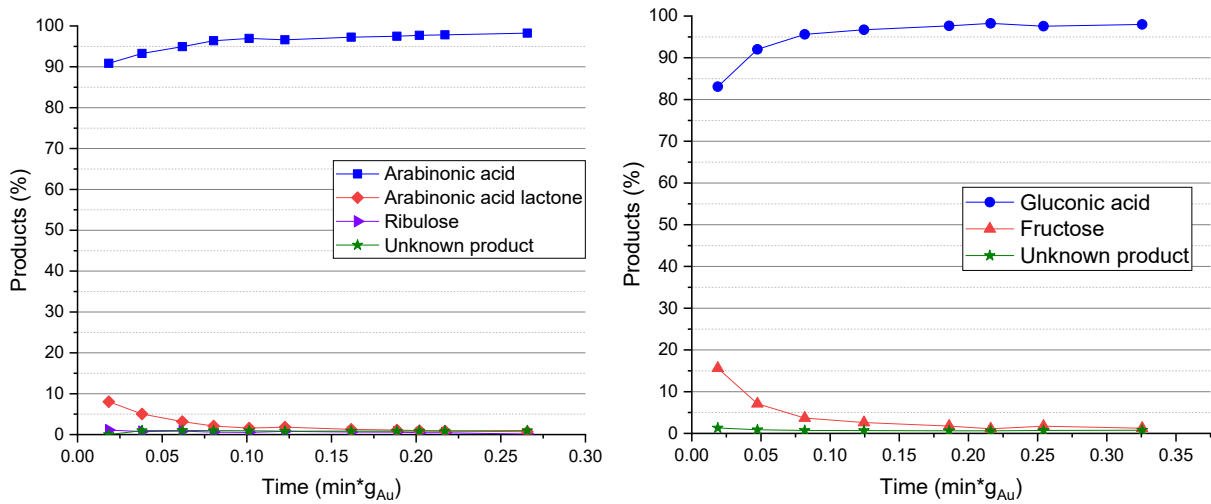 Products (%)
100
90
80
70
60
50
40
30
20
10
0
0.00 0.05 0.10 0.15 0.20 0.25 0.30
Time (min*gAu)
Arabinonic acid
Arabinonic acid lactone
Ribulose
Unknown product
Products (%)
100
90
80
70
60
50
40
30
20
10
0
0.00 0.05 0.10 0.15 0.20 0.25 0.30 0.35
Time (min*gAu)
Gluconic acid
Fructose
Unknown product